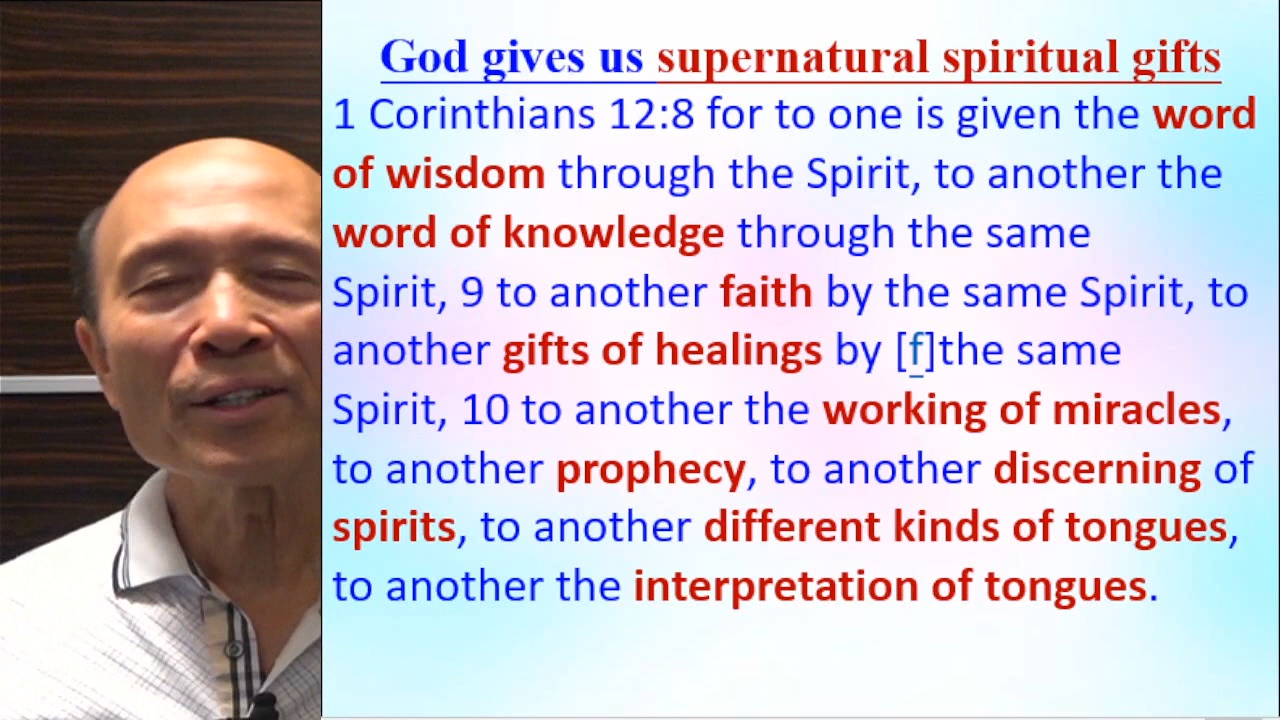 God gives us supernatural spiritual gifts
1 Corinthians 12:8 for to one is given the word
of wisdom through the Spirit, to another the
word of knowledge through the same
Spirit, 9 to another faith by the same Spirit, to
another gifts of healings by [f]the same
Spirit, 10 to another the working of miracles,
to another prophecy, to another discerning of
spirits, to another different kinds of tongues,
to another the interpretation of tongues.